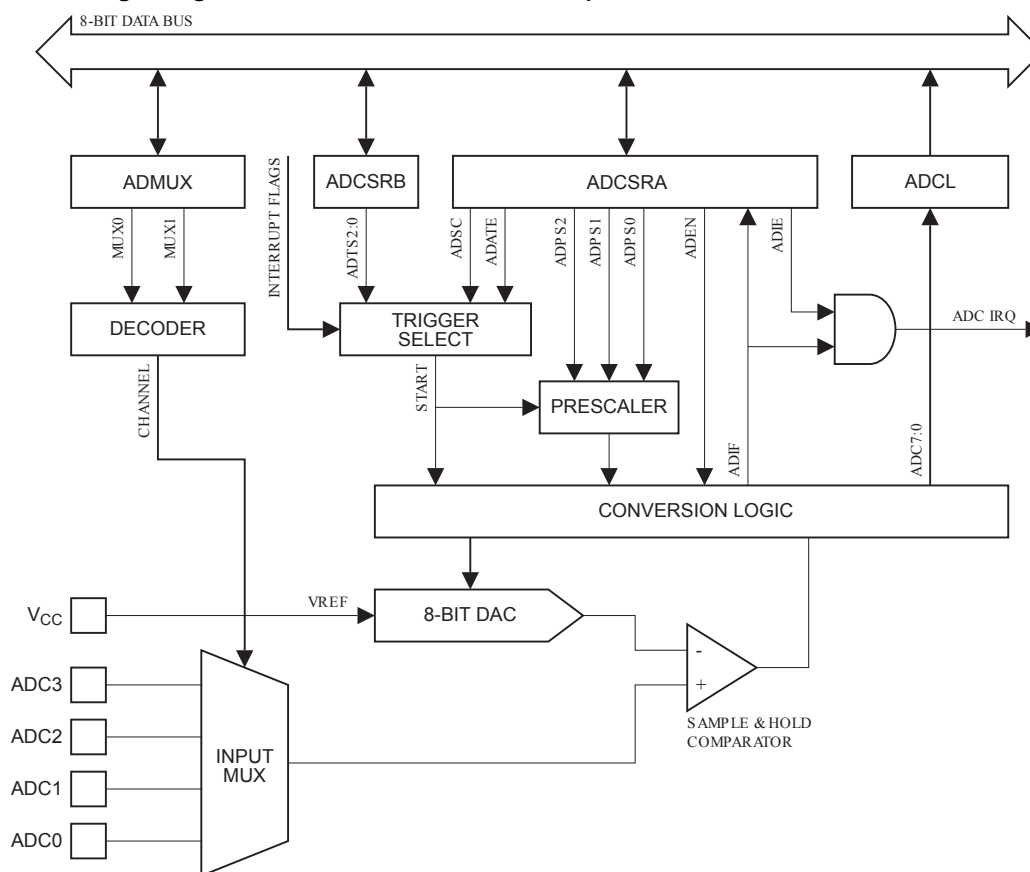 8-BIT DATA BUS
ADMUX
ADCSRB
ADCSRA
ADCL
INTERRUPT FLAGS
MUX0
MUX1
ADTS2:0
ADSC
ADATE
ADPS2
ADPS1
ADPS0
ADEN
ADIE
DECODER
TRIGGER
SELECT
ADC IRQ
CHANNEL
START
PRESCALER
ADIF
ADC7:0
CONVERSION LOGIC
VCC
VREF
8-BIT DAC
-
+
ADC3
ADC2
ADC1
ADC0
INPUT
MUX
SAMPLE & HOLD
COMPARATOR